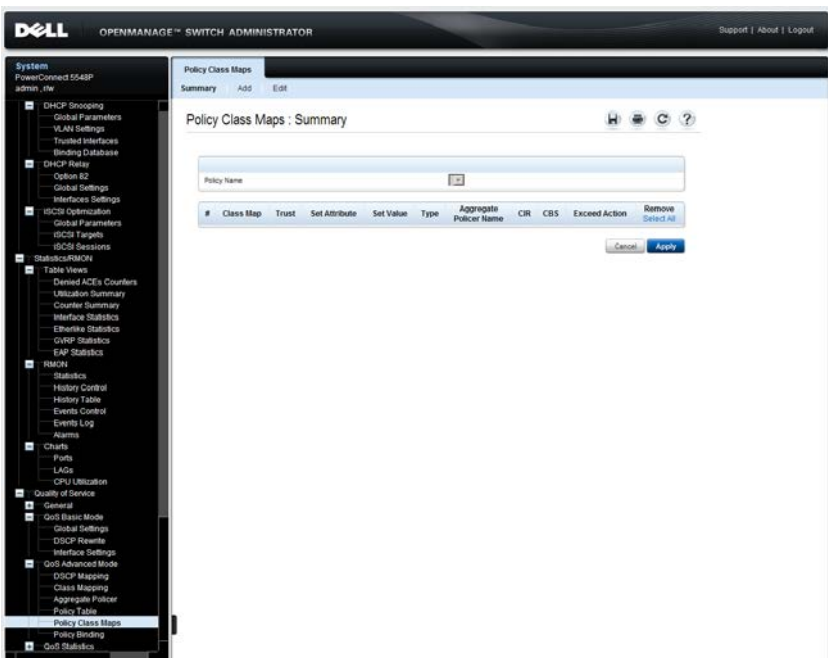 DELL
OPENMANAGE™ SWITCH ADMINISTRATOR
Support | About | Logout
System
PowerConnect 5548P
admin , r/w
DHCP Snooping
Global Parameters
VLAN Settings
Trusted Interfaces
Binding Database
DHCP Relay
Option 82
Global Settings
Interfaces Settings
iSCSI Optimization
Global Parameters
iSCSI Targets
iSCSI Sessions
Statistics/RMON
Table Views
Denied ACEs Counters
Utilization Summary
Counter Summary
Interface Statistics
Etherlike Statistics
GVRP Statistics
EAP Statistics
RMON
Statistics
History Control
History Table
Events Control
Events Log
Alarms
Charts
Ports
LAGs
CPU Utilization
Quality of Service
General
QoS Basic Mode
Global Settings
DSCP Rewrite
Interface Settings
QoS Advanced Mode
DSCP Mapping
Class Mapping
Aggregate Policer
Policy Table
Policy Class Maps
Policy Binding
QoS Statistics
Policy Class Maps
Summary Add Edit
Policy Class Maps : Summary
Policy Name
# Class Map Trust Set Attribute Set Value Type Aggregate Policer Name CIR CBS Exceed Action Remove Select All
Cancel Apply